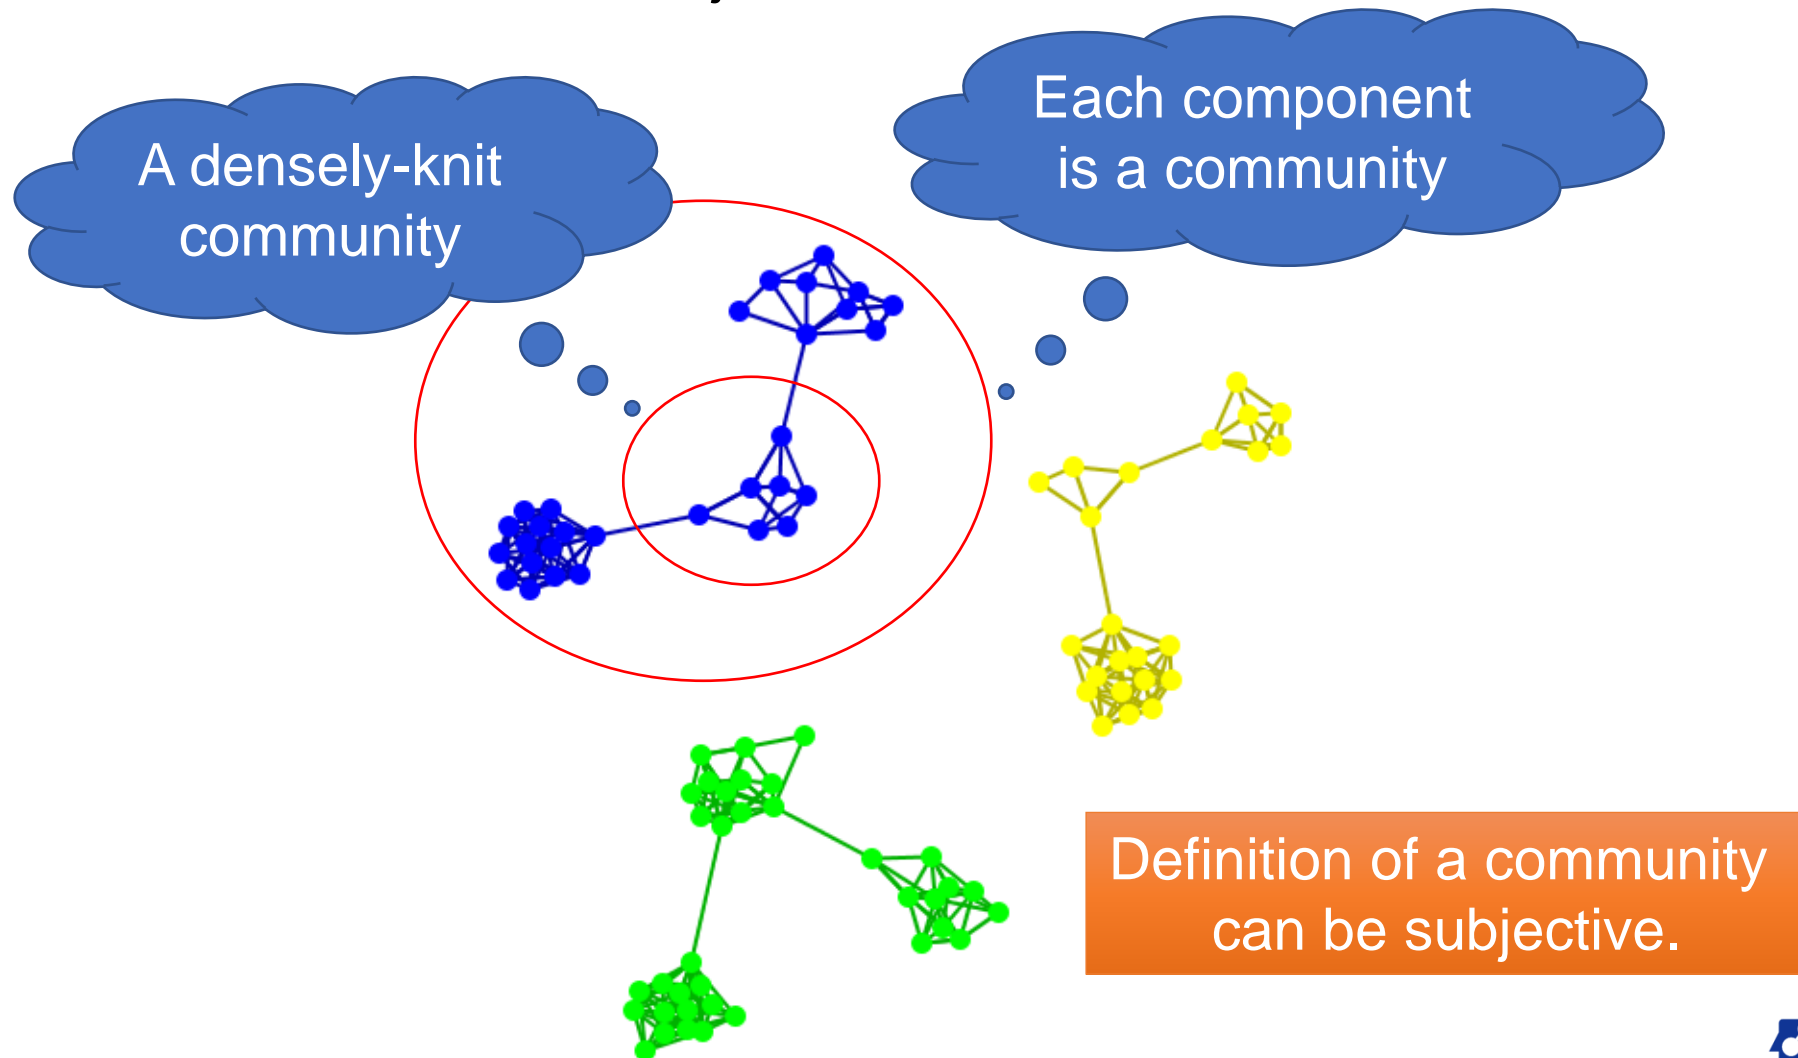 A densely-knit
community
Each component
is a community
Definition of a community
can be subjective.